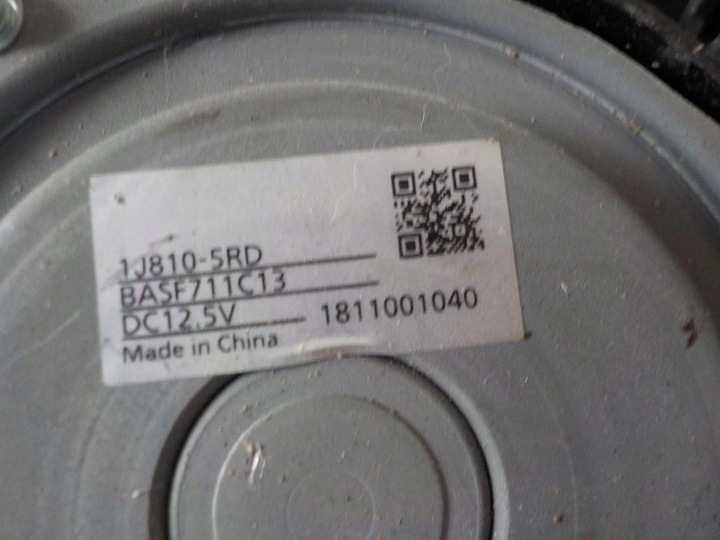 1J810-5RD
BASF711C13
DC12.5V 1811001040
Made in China